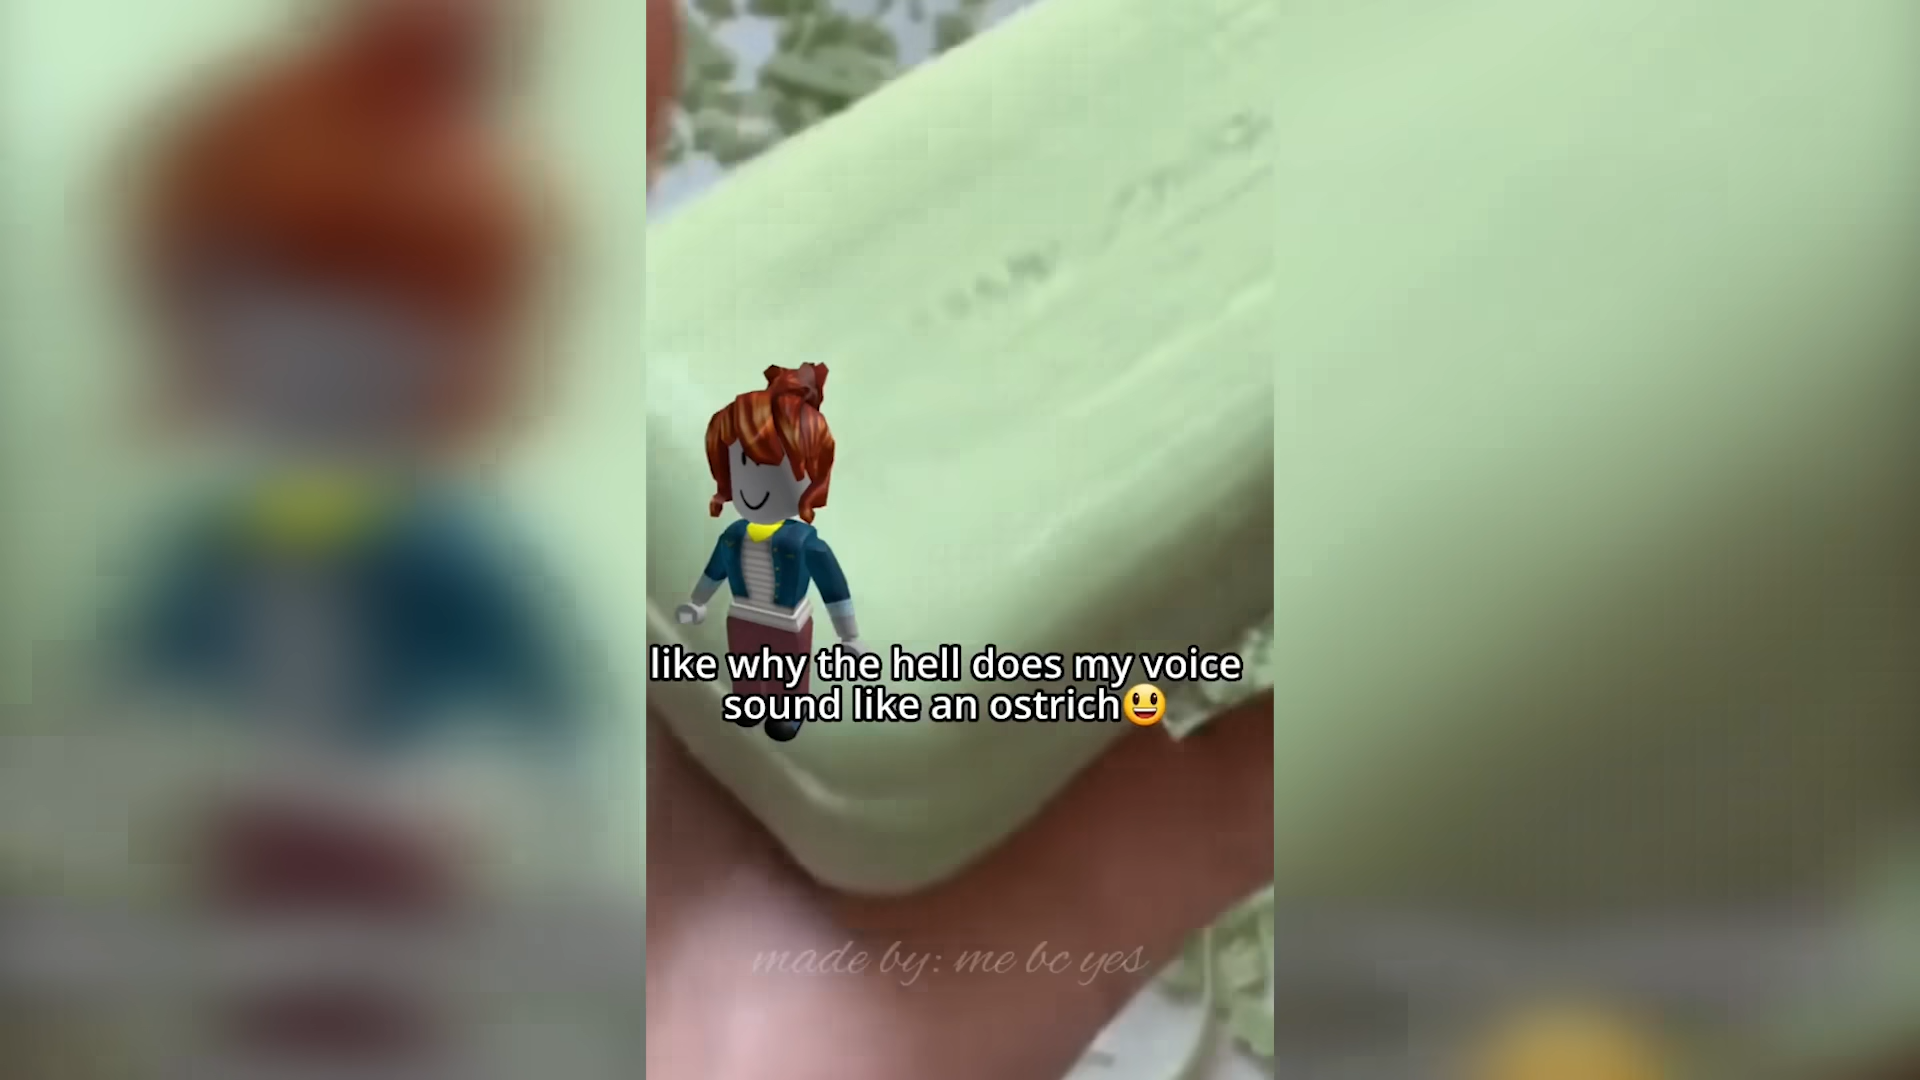 like why the hell does my voice
sound like an ostrich😃
made by: me bc yes